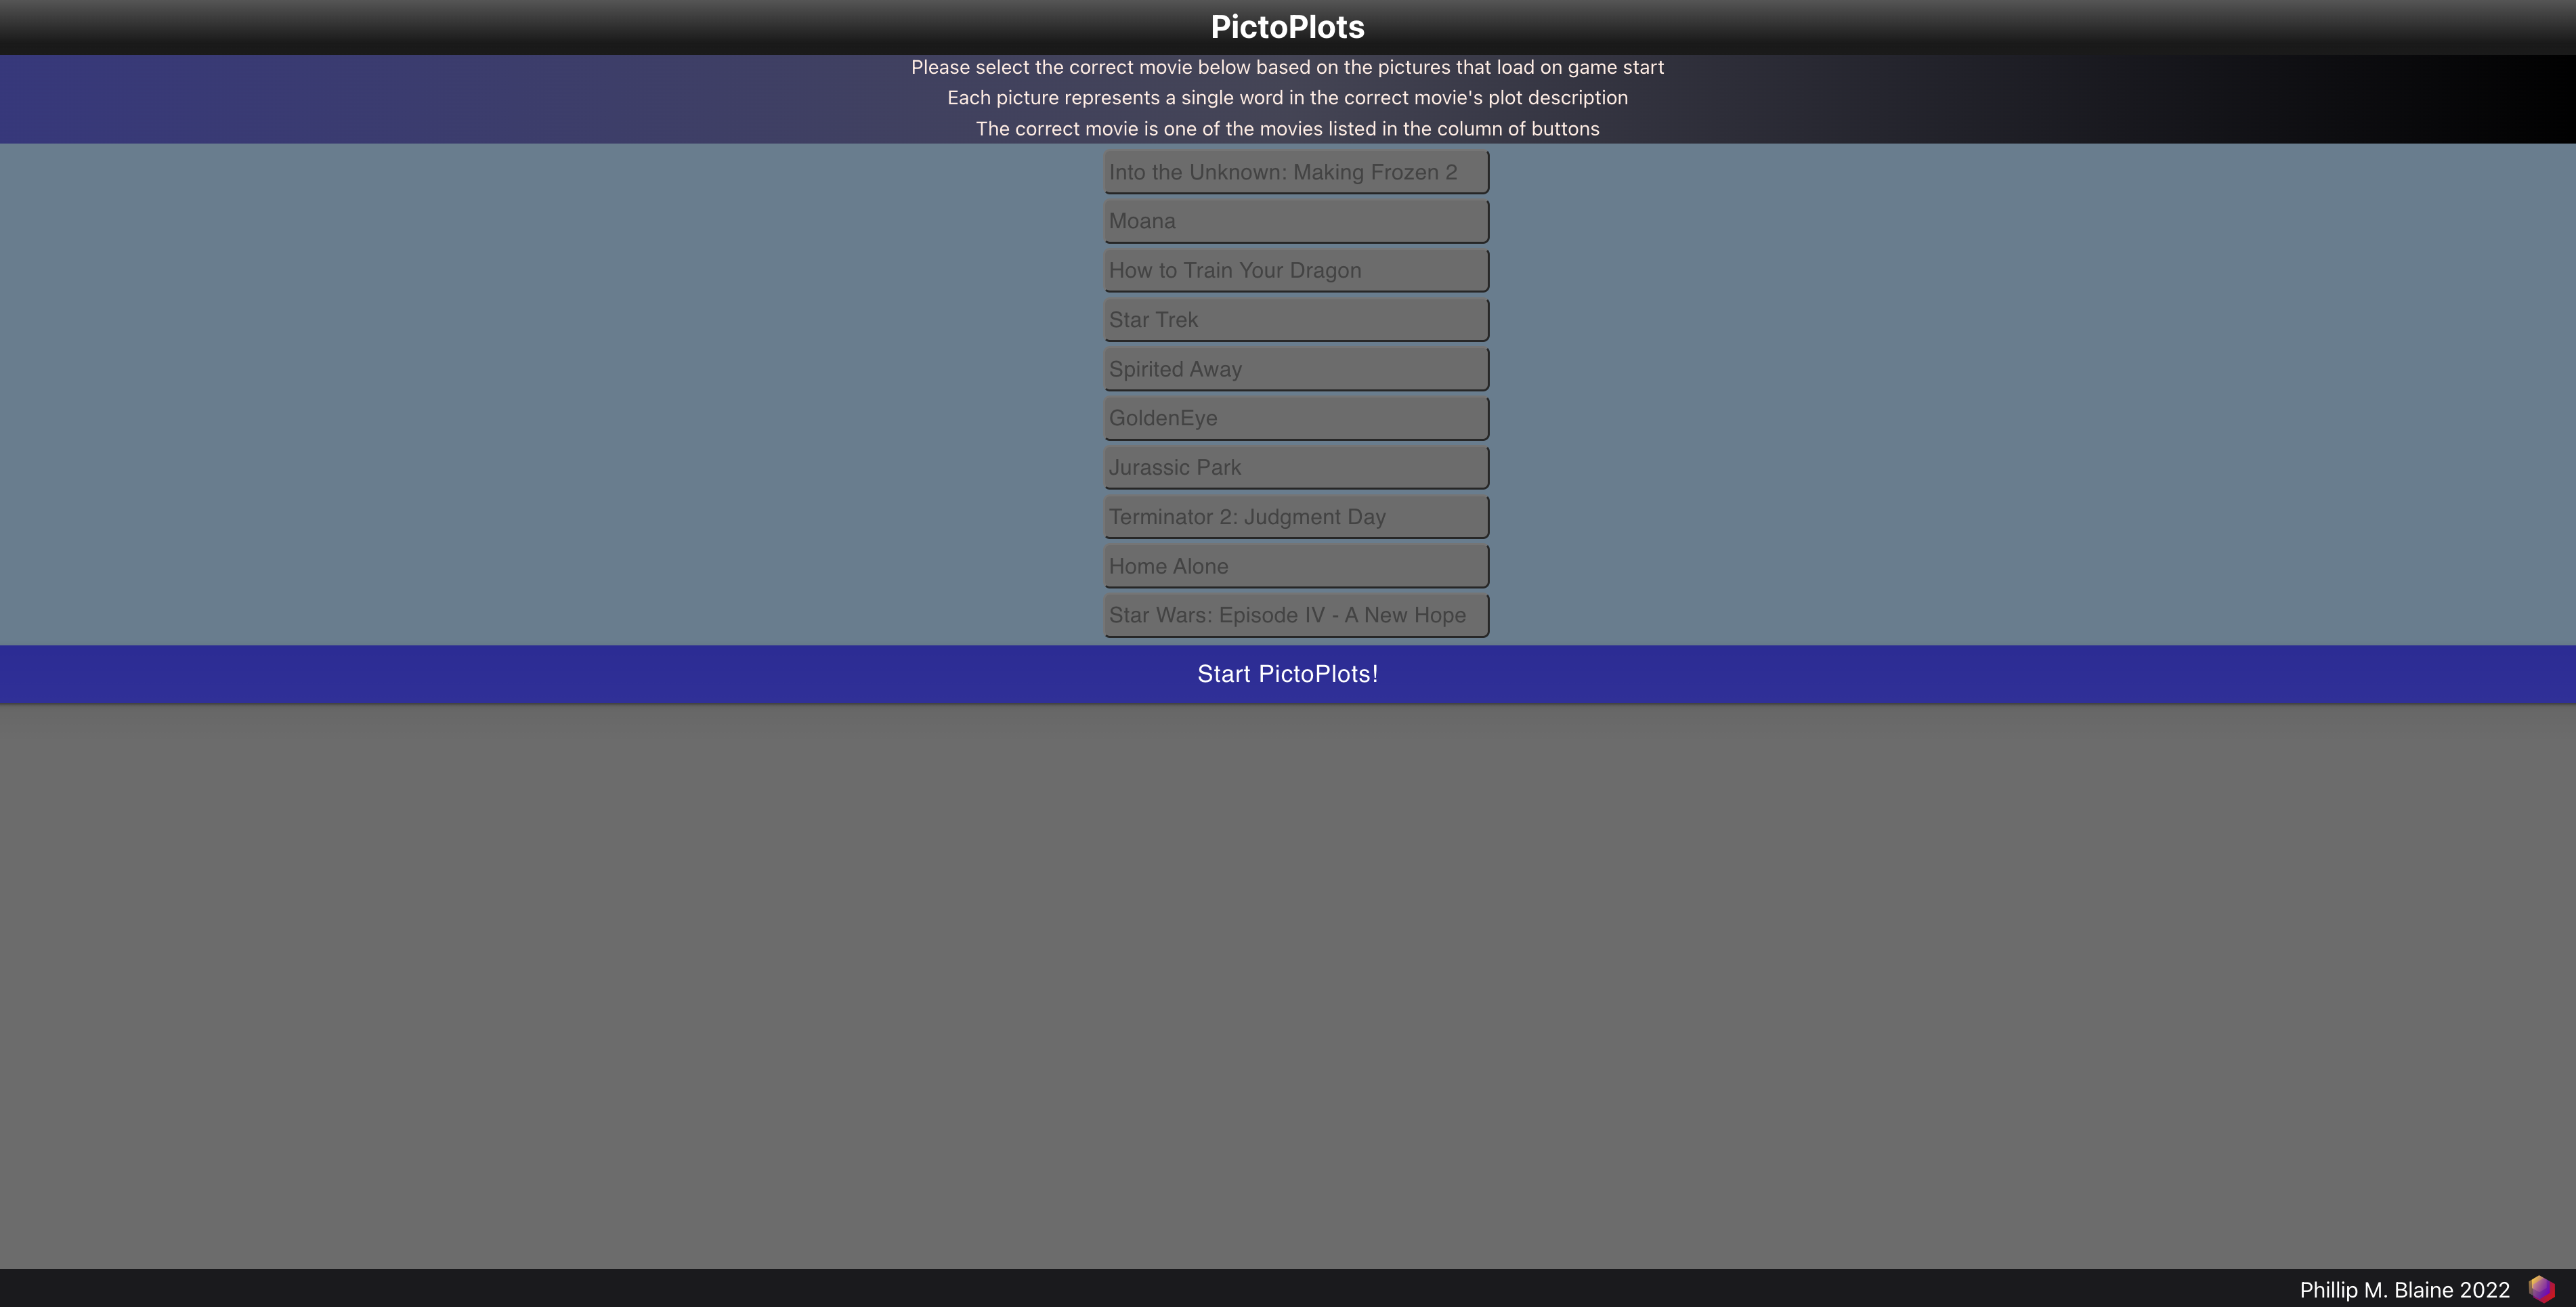 PictoPlots
Please select the correct movie below based on the pictures that load on game start
Each picture represents a single word in the correct movie's plot description
The correct movie is one of the movies listed in the column of buttons
Into the Unknown: Making Frozen 2
Moana
How to Train Your Dragon
Star Trek
Spirited Away
GoldenEye
Jurassic Park
Terminator 2: Judgment Day
Home Alone
Star Wars: Episode IV - A New Hope
Start PictoPlots!
Phillip M. Blaine 2022